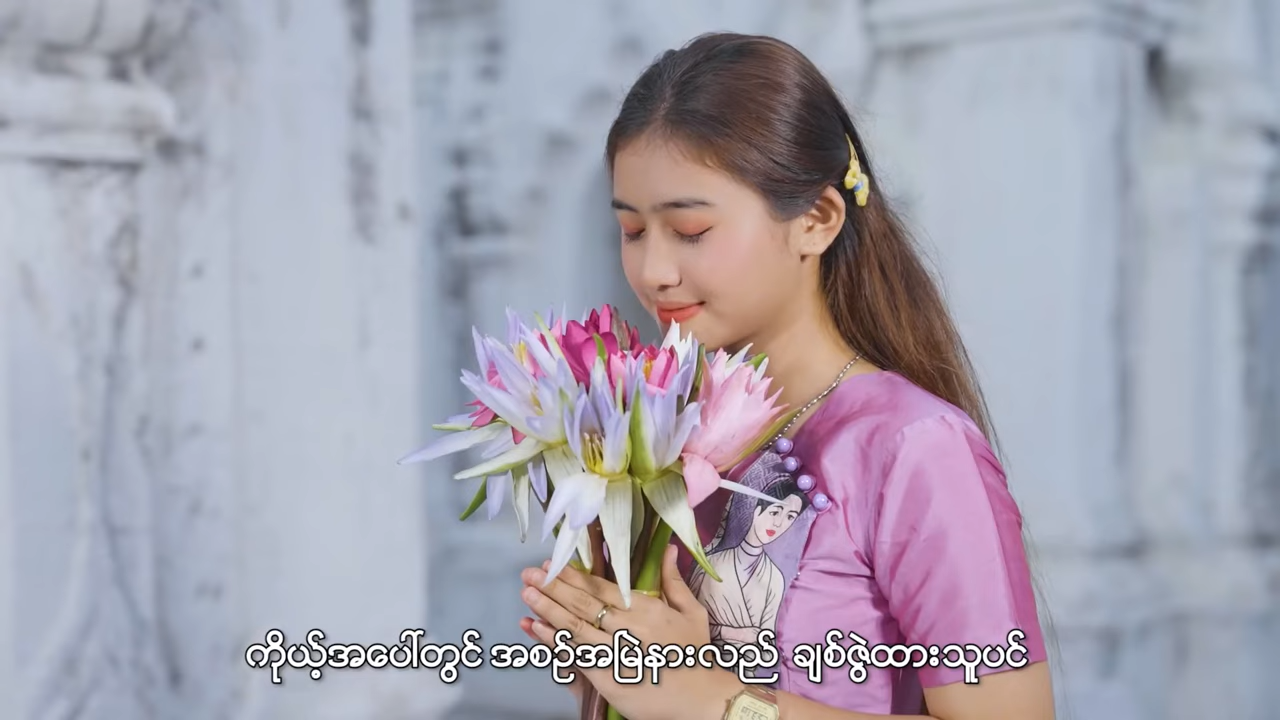 ကိုယ့်အပေါ်တွင် အစဉ်အမြဲနားလည် ချစ်ဇွဲထားသူပင်